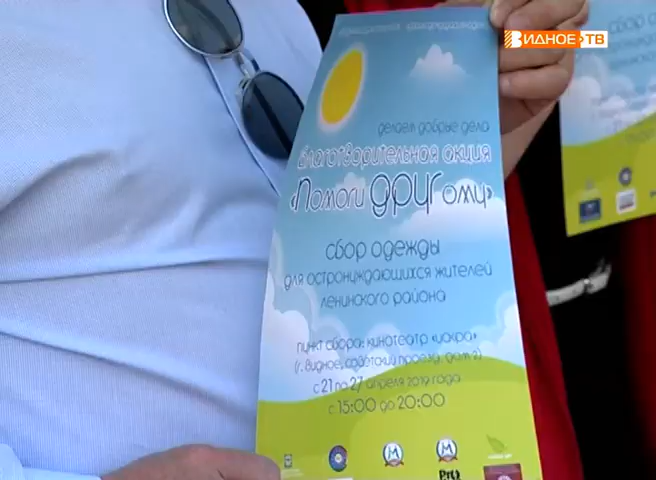 ВИДНОЕ ТВ
делаем добрые дела
Благотворительная акция
«Помоги другому»
сбор одежды
для остронуждающихся жителей
ленинского района
пункт сбора: кинотеатр «искра»
(г. Видное, советский проезд, дом 2)
с 21 по 27 апреля 2019 года
с 15:00 до 20:00
сбор о